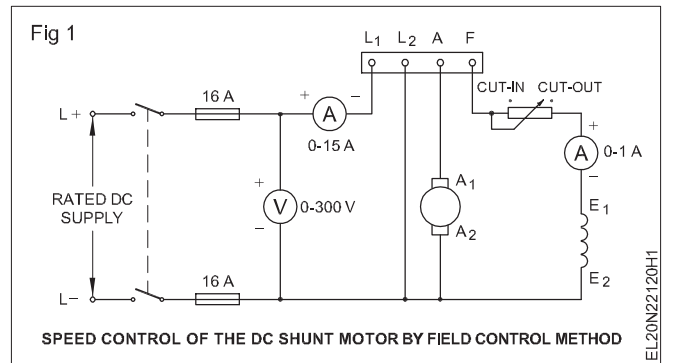 Fig 1
L1 L2 A F
CUT-IN CUT-OUT
16 A
L+
+ A −
0-15 A
+
A 0-1 A
−
RATED DC
SUPPLY
+
V 0-300 V
−
A1
A2
E1
E2
16 A
L−
SPEED CONTROL OF THE DC SHUNT MOTOR BY FIELD CONTROL METHOD
EL20N22120H1